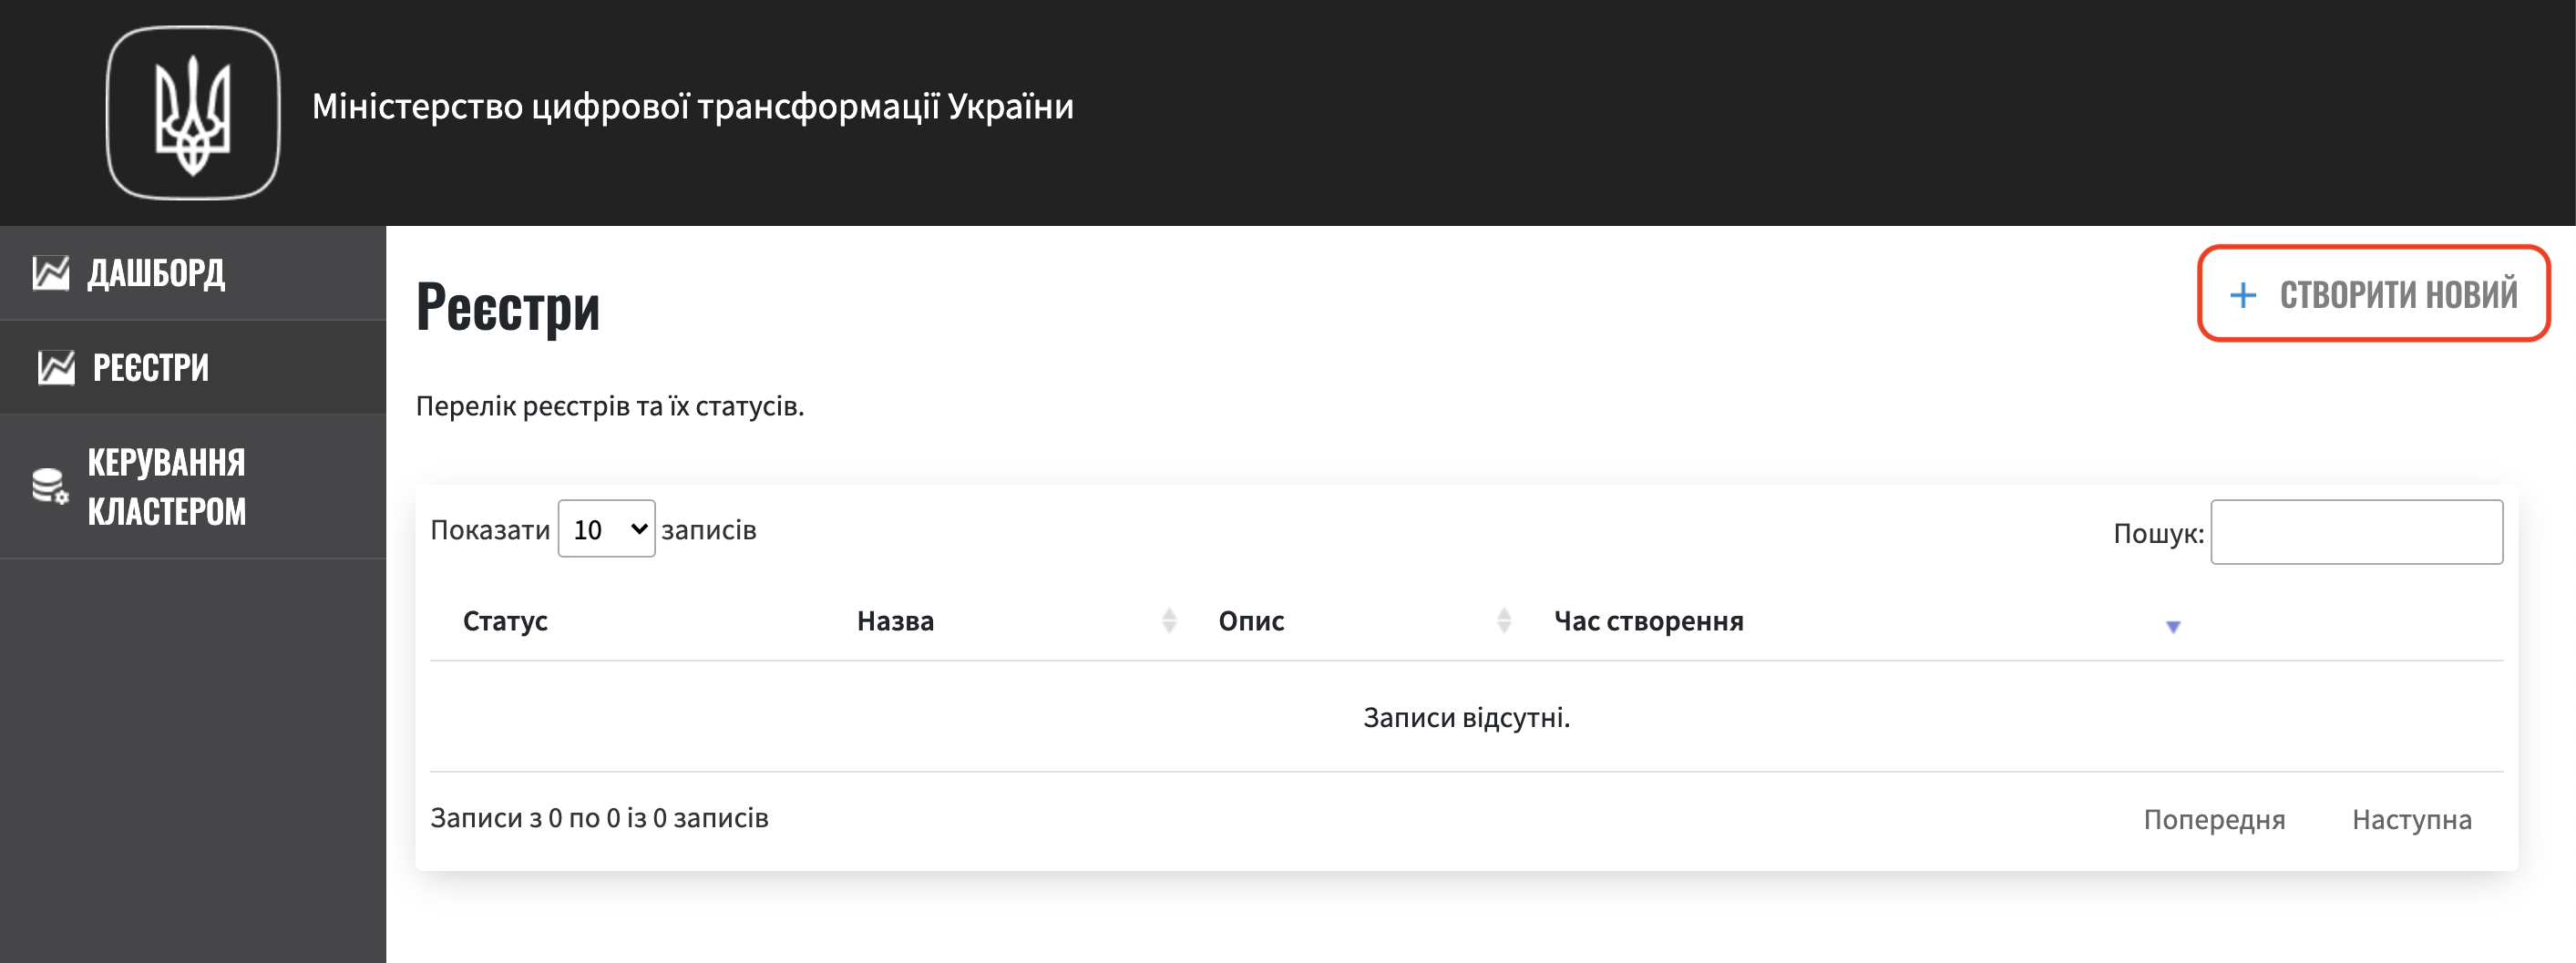 Міністерство цифрової трансформації України
ДАШБОРД
РЕЄСТРИ
КЕРУВАННЯ
КЛАСТЕРОМ
Реєстри
+ СТВОРИТИ НОВИЙ
Перелік реєстрів та їх статусів.
Показати 10 записів
Пошук:
Статус Назва Опис Час створення
Записи відсутні.
Записи з 0 по 0 із 0 записів
Попередня Наступна